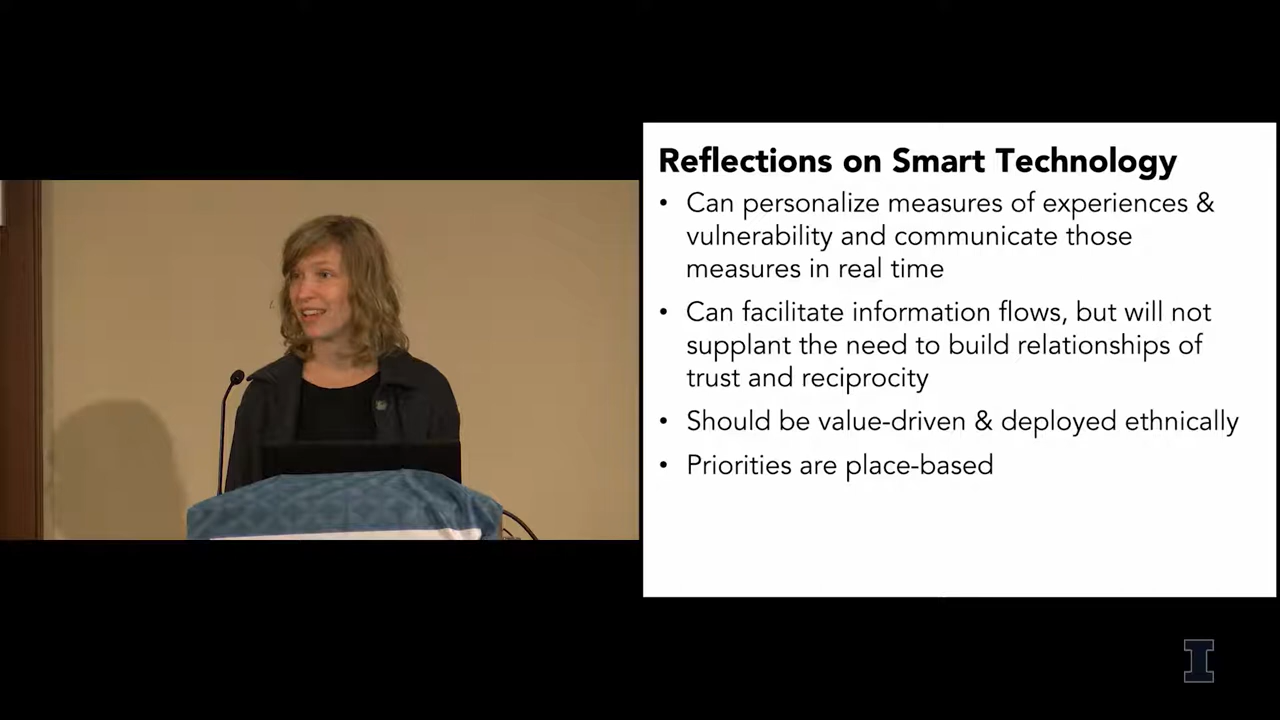 Reflections on Smart Technology
• Can personalize measures of experiences &
vulnerability and communicate those
measures in real time
• Can facilitate information flows, but will not
supplant the need to build relationships of
trust and reciprocity
• Should be value-driven & deployed ethnically
• Priorities are place-based
I